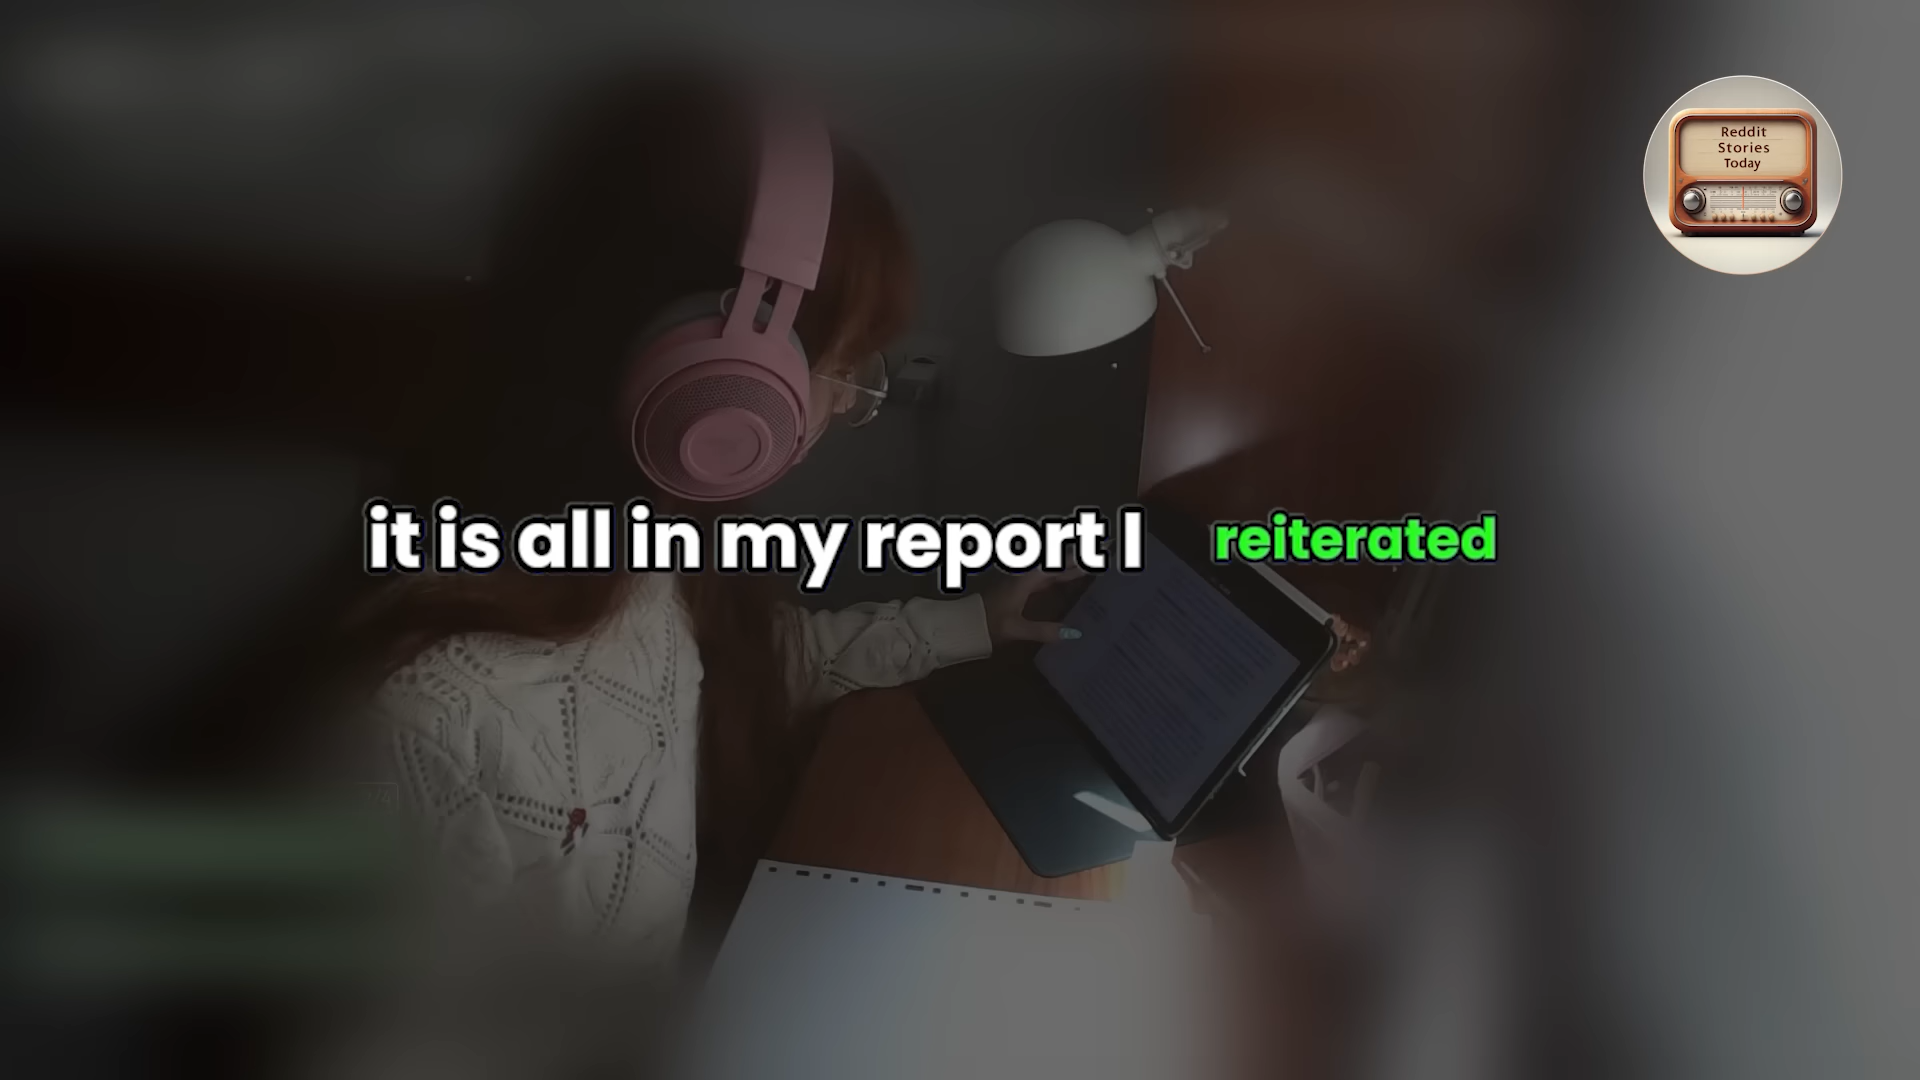 Reddit
Stories
Today
it is all in my report I reiterated